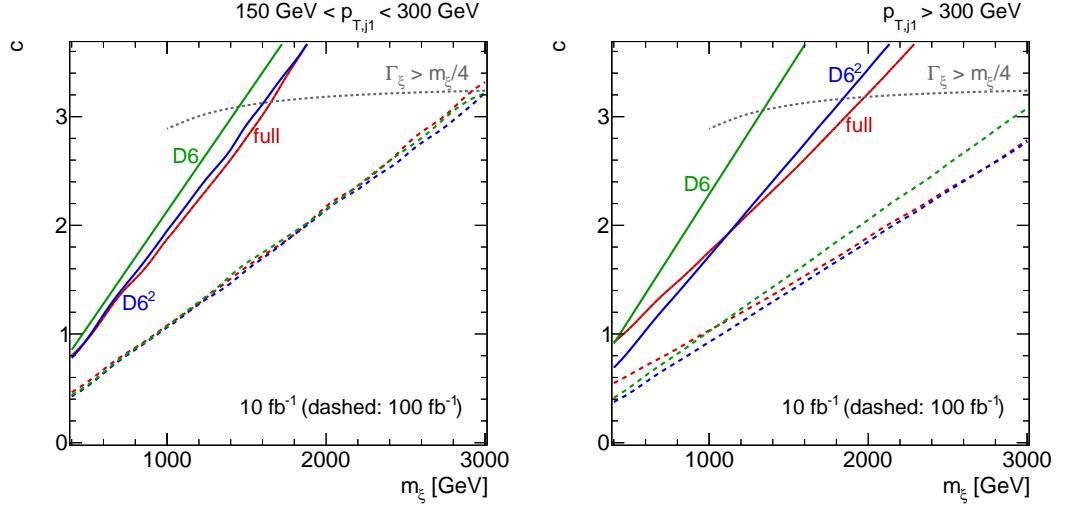 150 GeV < p_T,j1 < 300 GeV
c
Γ_ξ > m_ξ/4
full
D6
D6²
10 fb⁻¹ (dashed: 100 fb⁻¹)
0
1
2
3
1000
2000
3000
m_ξ [GeV]
p_T,j1 > 300 GeV
c
Γ_ξ > m_ξ/4
D6²
full
D6
10 fb⁻¹ (dashed: 100 fb⁻¹)
0
1
2
3
1000
2000
3000
m_ξ [GeV]